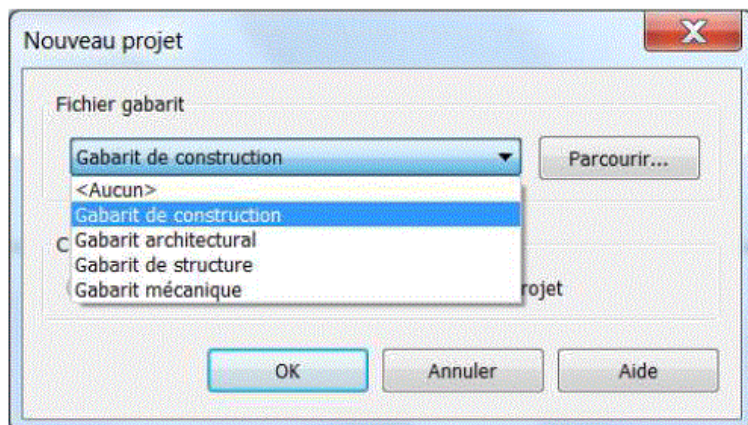 Nouveau projet
Fichier gabarit
Gabarit de construction
Parcourir...
<Aucun>
Gabarit de construction
Gabarit architectural
Gabarit de structure
Gabarit mécanique
OK
Annuler
Aide